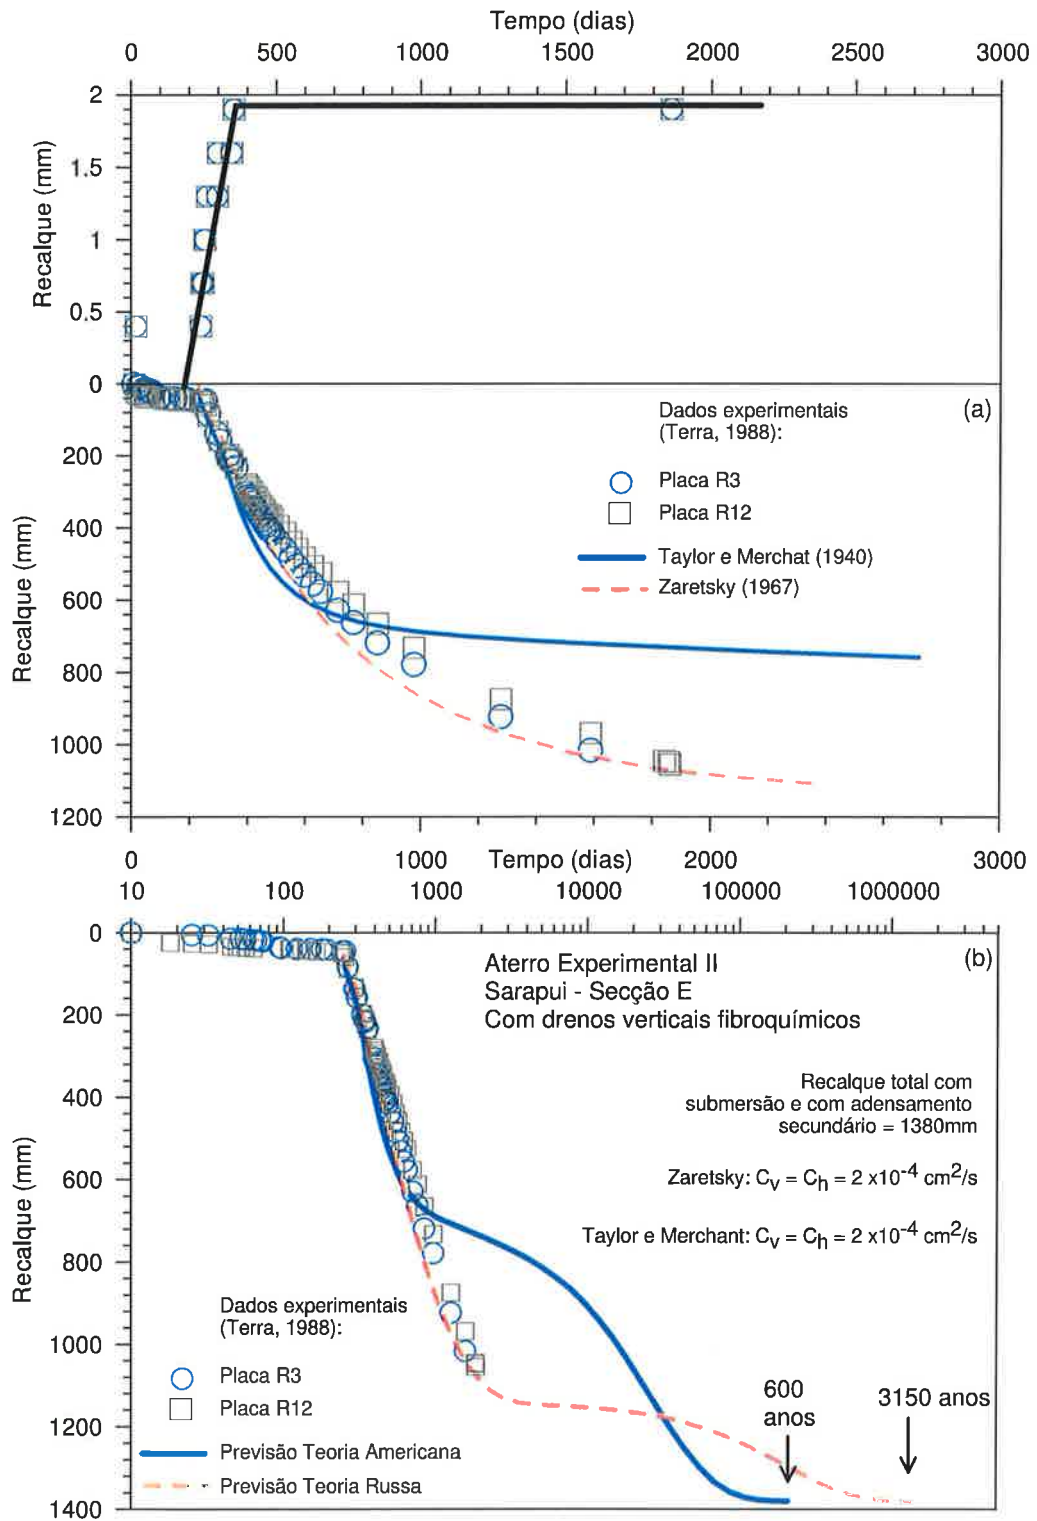 Tempo (dias)
0 500 1000 1500 2000 2500 3000
2
1.5
1
0.5
0
200
400
600
800
1000
1200
Recalque (mm)
Recalque (mm)
(a)
Dados experimentais
(Terra, 1988):
Placa R3
Placa R12
Taylor e Merchat (1940)
Zaretsky (1967)
0 1000 Tempo (dias) 2000 3000
10 100 1000 10000 1000000 1000000
0
200
400
600
800
1000
1200
1400
Recalque (mm)
(b)
Aterro Experimental II
Sarapui - Secção E
Com drenos verticais fibroquímicos
Recalque total com
submersão e com adensamento
secundário = 1380mm
Zaretsky: Cv = Ch = 2 x10-4 cm2/s
Taylor e Merchant: Cv = Ch = 2 x10-4 cm2/s
Dados experimentais
(Terra, 1988):
Placa R3
Placa R12
Previsão Teoria Americana
Previsão Teoria Russa
600
anos
3150 anos